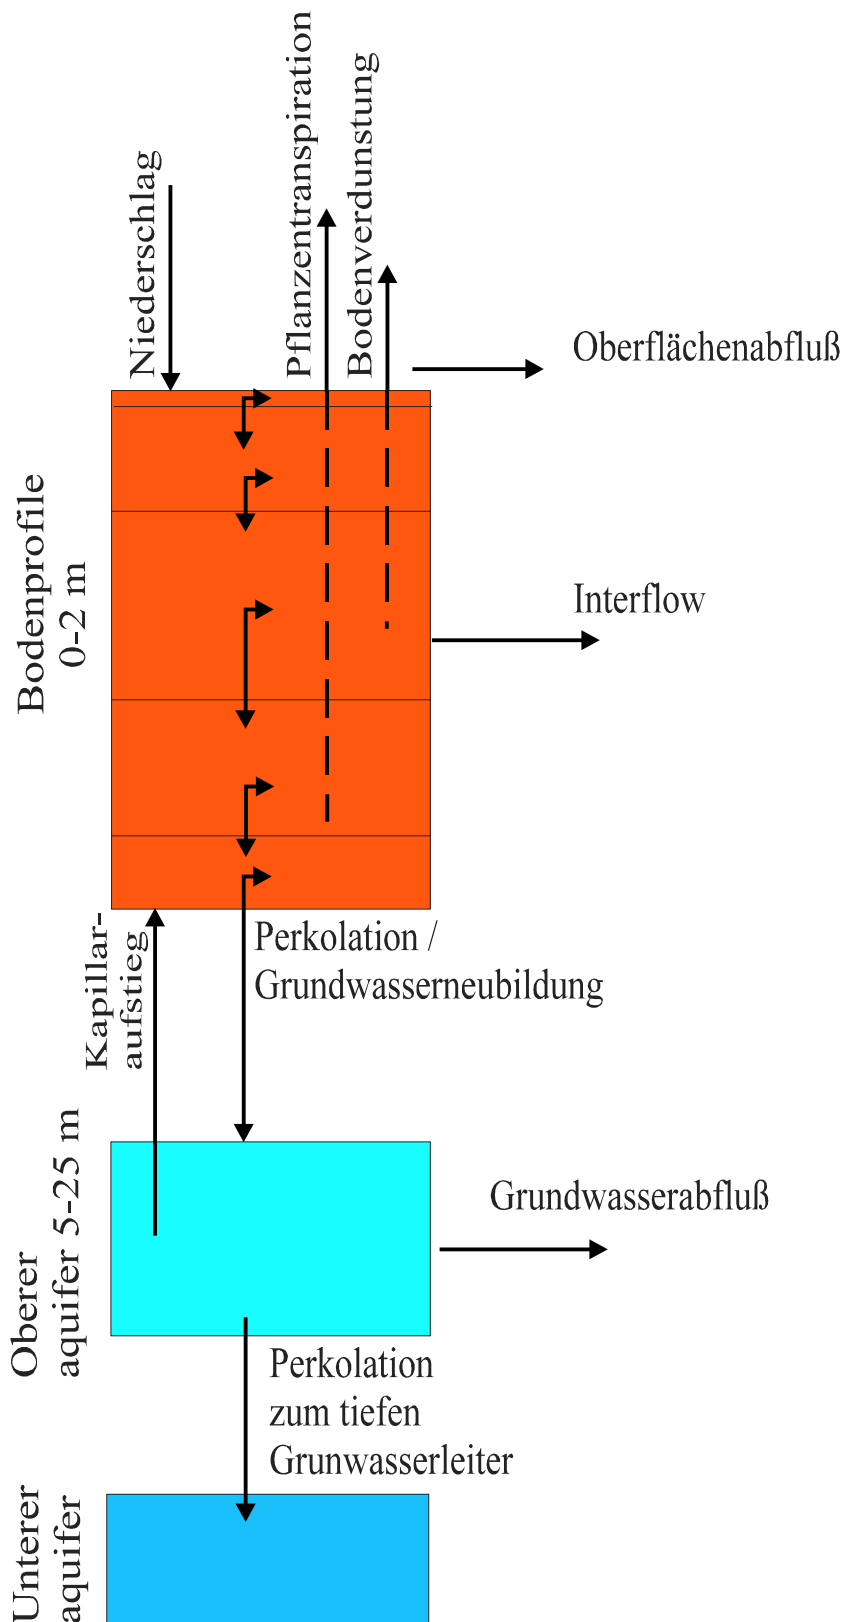 Niederschlag
Pflanzentranspiration
Bodenverdunstung
Oberflächenabfluß
Bodenprofile
0-2 m
Interflow
Kapillar-
aufstieg
Perkolation /
Grundwasserneubildung
Oberer
aquifer 5-25 m
Grundwasserabfluß
Perkolation
zum tiefen
Grunwasserleiter
Unterer
aquifer